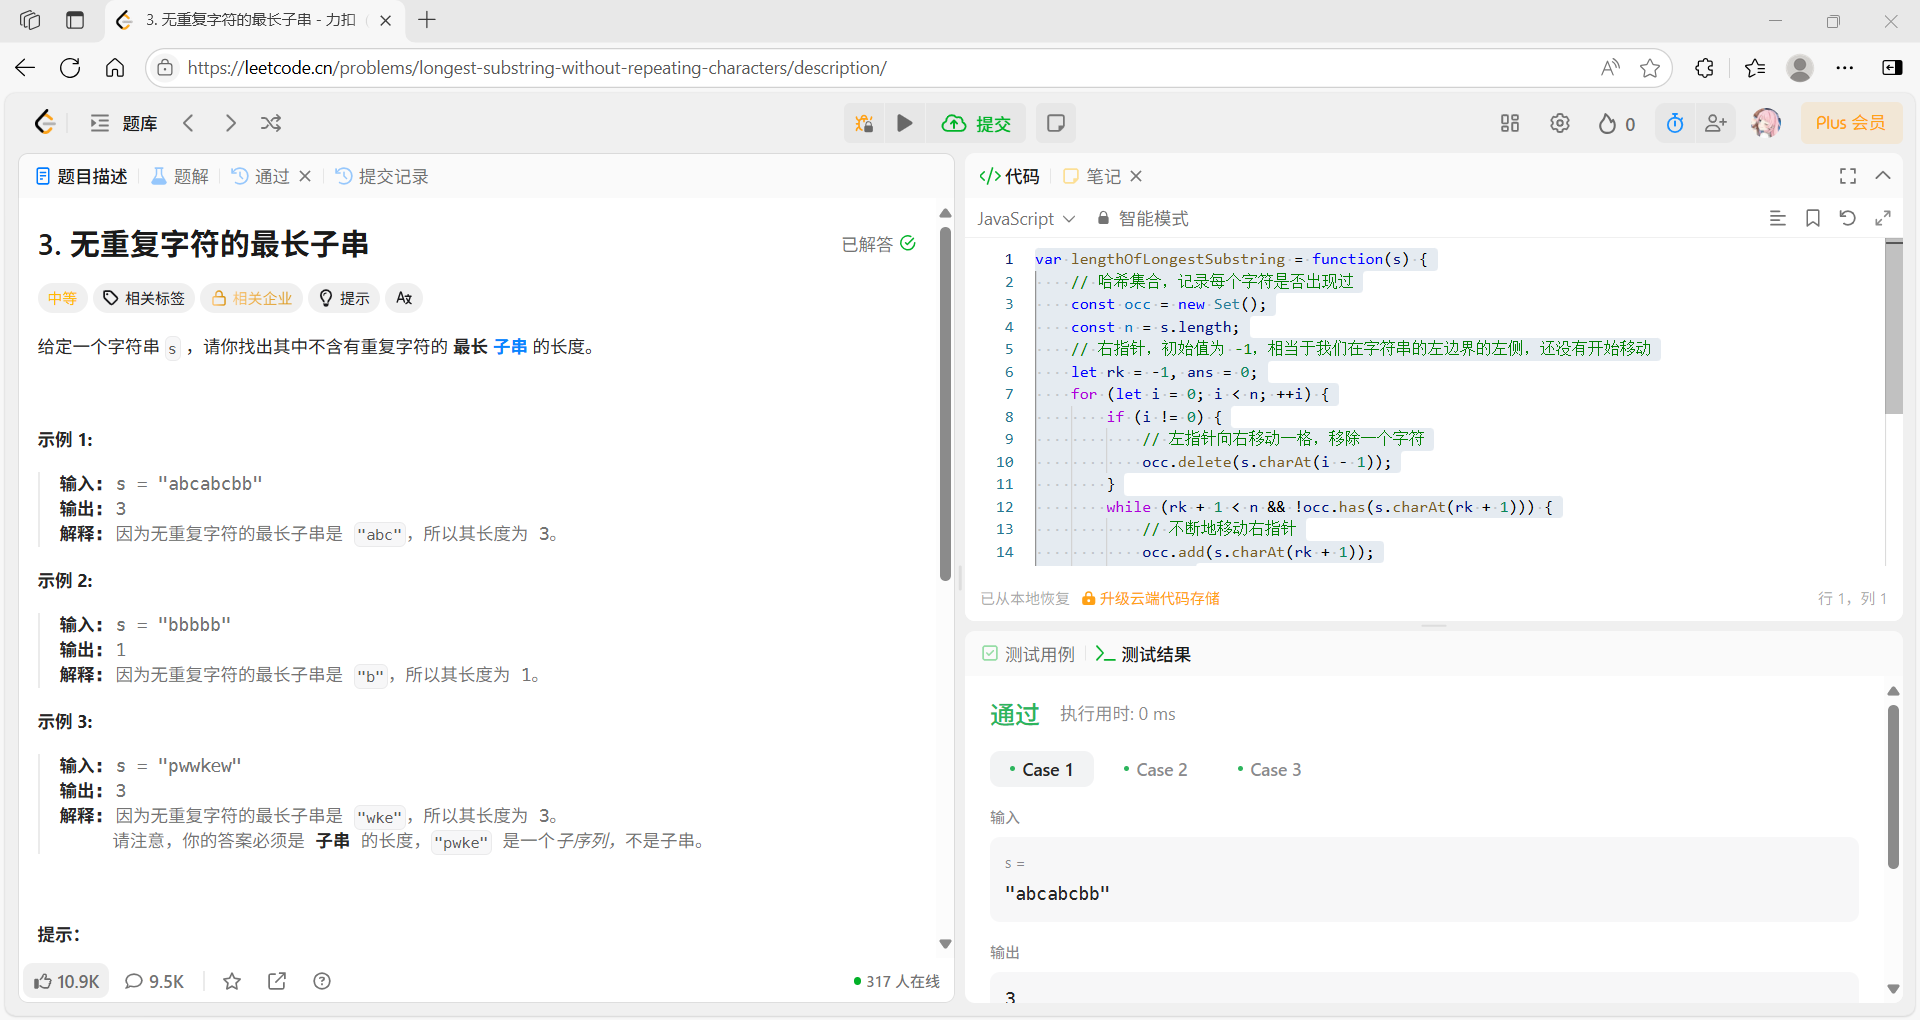 3. 无重复字符的最长子串 - 力扣
https://leetcode.cn/problems/longest-substring-without-repeating-characters/description/
题库
提交
0
Plus 会员
题目描述
题解
通过
提交记录
3. 无重复字符的最长子串
已解答
中等
相关标签
相关企业
提示
给定一个字符串 s ，请你找出其中不含有重复字符的 最长 子串 的长度。
示例 1:
输入: s = "abcabcbb"
输出: 3
解释: 因为无重复字符的最长子串是 "abc"，所以其长度为 3。
示例 2:
输入: s = "bbbbb"
输出: 1
解释: 因为无重复字符的最长子串是 "b"，所以其长度为 1。
示例 3:
输入: s = "pwwkew"
输出: 3
解释: 因为无重复字符的最长子串是 "wke"，所以其长度为 3。
请注意，你的答案必须是 子串 的长度，"pwke" 是一个子序列，不是子串。
提示：
10.9K
9.5K
317 人在线
代码
笔记
JavaScript
智能模式
1 var lengthOfLongestSubstring = function(s) {
2 // 哈希集合，记录每个字符是否出现过
3 const occ = new Set();
4 const n = s.length;
5 // 右指针，初始值为 -1，相当于我们在字符串的左边界的左侧，还没有开始移动
6 let rk = -1, ans = 0;
7 for (let i = 0; i < n; ++i) {
8 if (i != 0) {
9 // 左指针向右移动一格，移除一个字符
10 occ.delete(s.charAt(i - 1));
11 }
12 while (rk + 1 < n && !occ.has(s.charAt(rk + 1))) {
13 // 不断地移动右指针
14 occ.add(s.charAt(rk + 1));
已从本地恢复
升级云端代码存储
行 1，列 1
测试用例
测试结果
通过
执行用时: 0 ms
Case 1
Case 2
Case 3
输入
s =
"abcabcbb"
输出
3